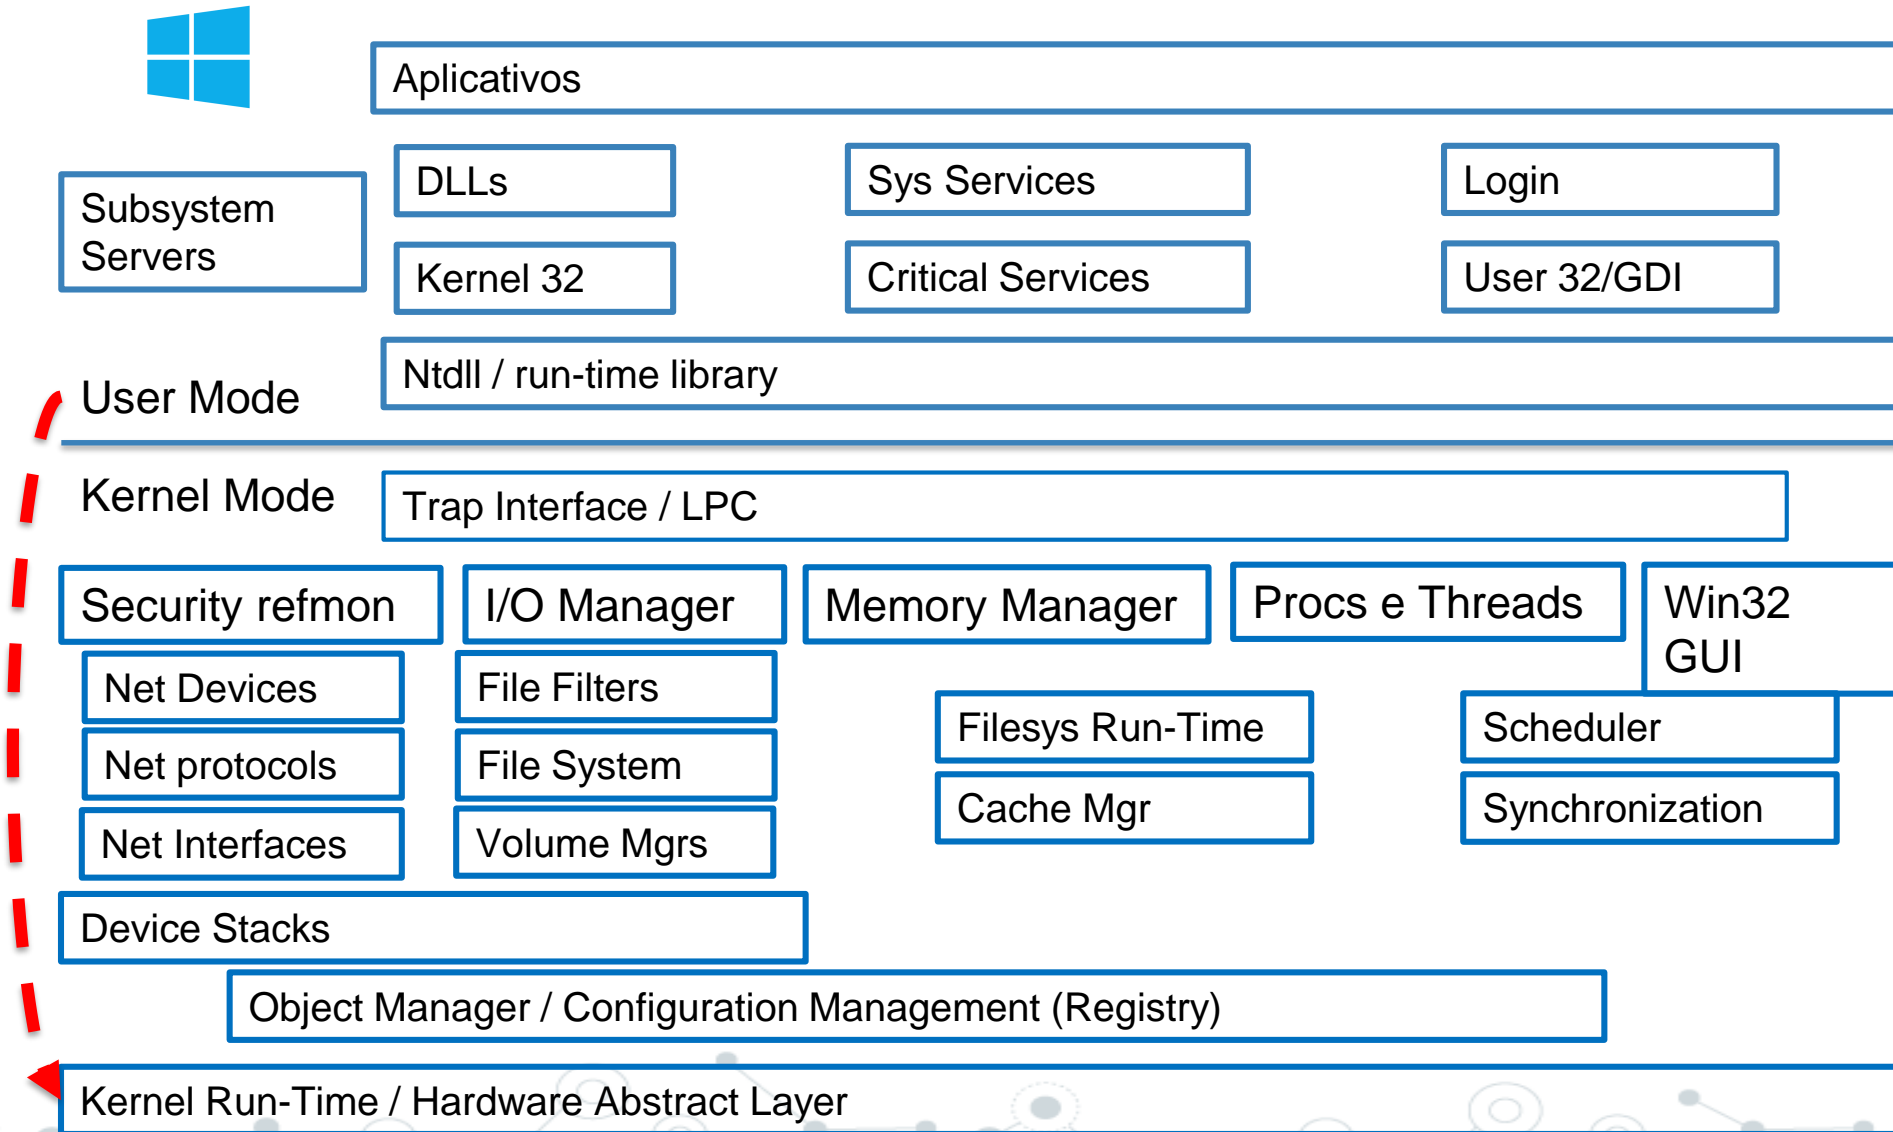 Aplicativos
DLLs
Sys Services
Login
Subsystem
Servers
Kernel 32
Critical Services
User 32/GDI
Ntdll / run-time library
User Mode
Kernel Mode
Trap Interface / LPC
Security refmon
I/O Manager
Memory Manager
Procs e Threads
Win32
GUI
Net Devices
File Filters
Filesys Run-Time
Scheduler
Net protocols
File System
Cache Mgr
Synchronization
Net Interfaces
Volume Mgrs
Device Stacks
Object Manager / Configuration Management (Registry)
Kernel Run-Time / Hardware Abstract Layer